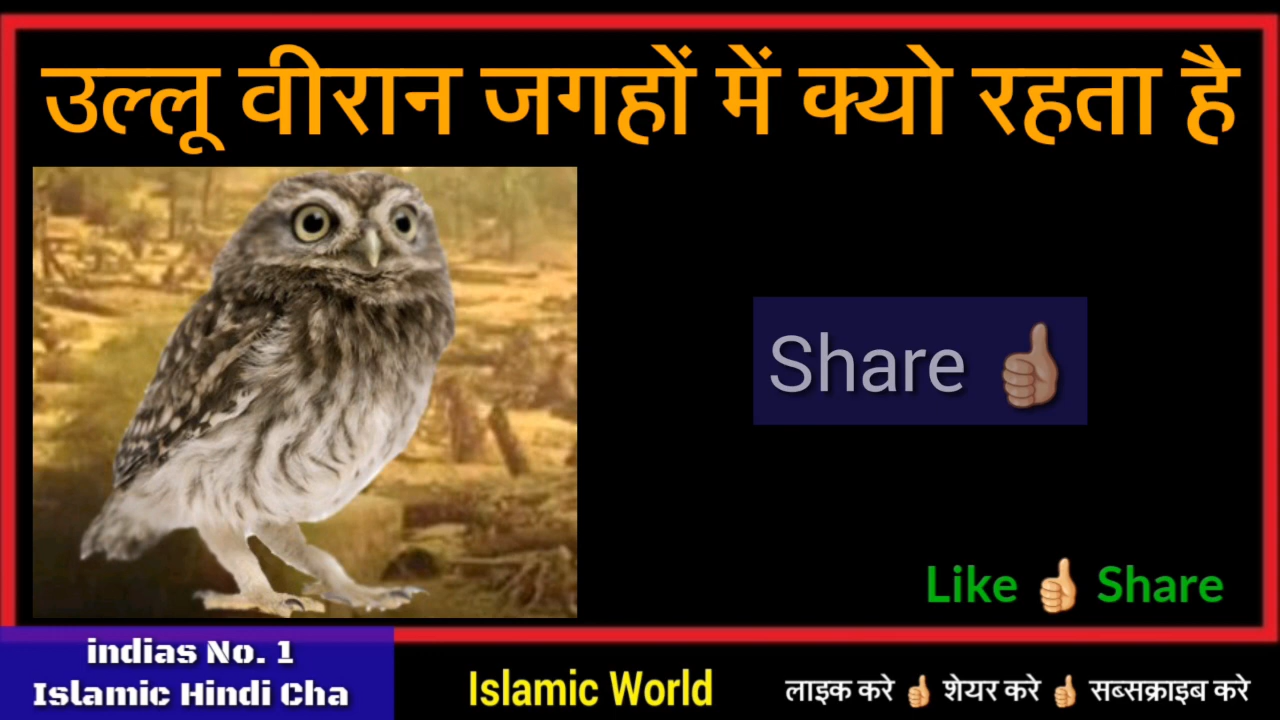 उल्लू वीरान जगहों में क्यो रहता है
Share 👍🏼
Like 👍🏼 Share
indias No. 1
Islamic Hindi Cha
Islamic World
लाइक करे 👍🏼 शेयर करे 👍🏼 सब्सक्राइब करे